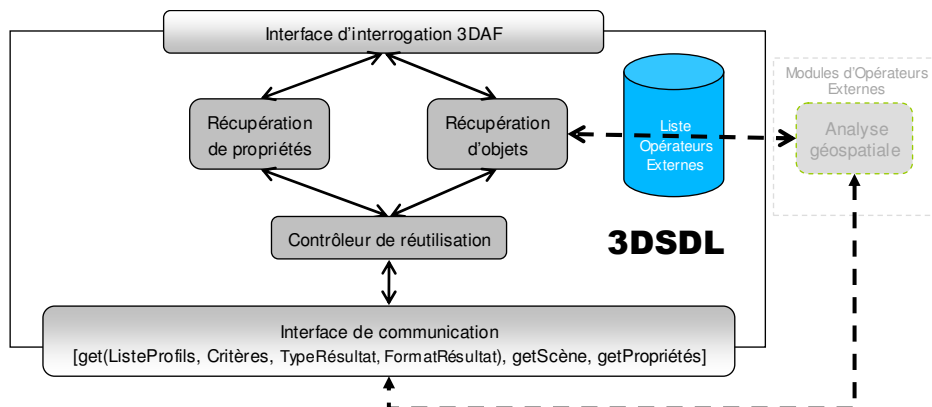 Interface d'interrogation 3DAF
Modules d'Opérateurs
Externes
Récupération
de propriétés
Récupération
d'objets
Liste
Opérateurs
Externes
Analyse
géospatiale
Contrôleur de réutilisation
3DSDL
Interface de communication
[get(ListeProfils, Critères, TypeRésultat, FormatRésultat), getScène, getPropriétés]